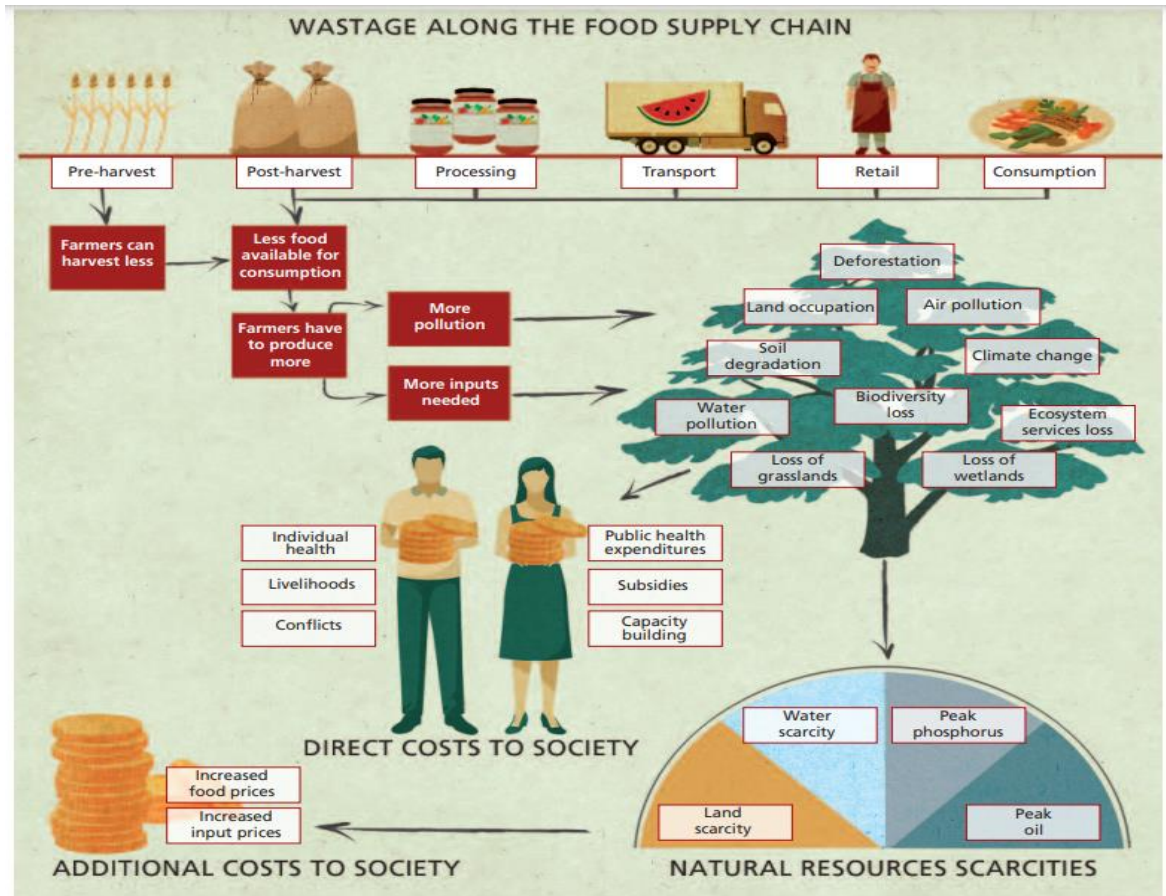 WASTAGE ALONG THE FOOD SUPPLY CHAIN
Pre-harvest
Post-harvest
Processing
Transport
Retail
Consumption
Farmers can
harvest less
Less food
available for
consumption
Farmers have
to produce
more
More
pollution
More inputs
needed
Deforestation
Land occupation
Air pollution
Soil
degradation
Climate change
Biodiversity
loss
Water
pollution
Ecosystem
services loss
Loss of
grasslands
Loss of
wetlands
Individual
health
Livelihoods
Conflicts
Public health
expenditures
Subsidies
Capacity
building
DIRECT COSTS TO SOCIETY
Water
scarcity
Peak
phosphorus
Land
scarcity
Peak
oil
NATURAL RESOURCES SCARCITIES
Increased
food prices
Increased
input prices
ADDITIONAL COSTS TO SOCIETY